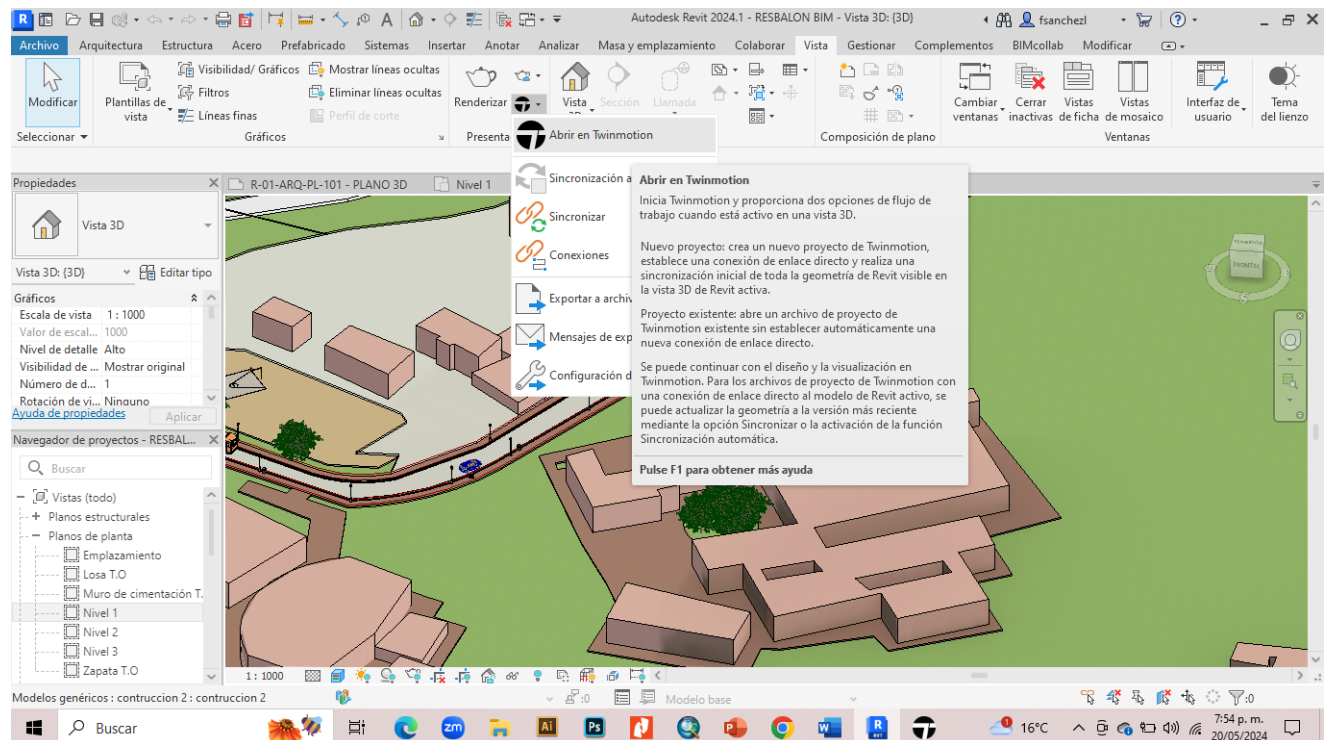 Autodesk Revit 2024.1 - RESBALON BIM - Vista 3D: {3D}
fsanchezl
Archivo Arquitectura Estructura Acero Prefabricado Sistemas Insertar Anotar Analizar Masa y emplazamiento Colaborar Vista Gestionar Complementos BIMcollab Modificar
Modificar
Seleccionar
Plantillas de vista
Visibilidad/ Gráficos
Filtros
Líneas finas
Mostrar líneas ocultas
Eliminar líneas ocultas
Perfil de corte
Gráficos
Renderizar
Presenta
Vista
Sección
Llamada
Composición de plano
Cambiar ventanas
Cerrar inactivas
Vistas de ficha
Vistas de mosaico
Ventanas
Interfaz de usuario
Tema del lienzo
Abrir en Twinmotion
Sincronización a
Sincronizar
Conexiones
Exportar a archiv
Mensajes de exp
Configuración d
Abrir en Twinmotion
Inicia Twinmotion y proporciona dos opciones de flujo de
trabajo cuando está activo en una vista 3D.
Nuevo proyecto: crea un nuevo proyecto de Twinmotion,
establece una conexión de enlace directo y realiza una
sincronización inicial de toda la geometría de Revit visible en
la vista 3D de Revit activa.
Proyecto existente: abre un archivo de proyecto de
Twinmotion existente sin establecer automáticamente una
nueva conexión de enlace directo.
Se puede continuar con el diseño y la visualización en
Twinmotion. Para los archivos de proyecto de Twinmotion con
una conexión de enlace directo al modelo de Revit activo, se
puede actualizar la geometría a la versión más reciente
mediante la opción Sincronizar o la activación de la función
Sincronización automática.
Pulse F1 para obtener más ayuda
Propiedades
R-01-ARQ-PL-101 - PLANO 3D
Nivel 1
Vista 3D
Vista 3D: {3D}
Editar tipo
Gráficos
Escala de vista 1 : 1000
Valor de escal... 1000
Nivel de detalle Alto
Visibilidad de ... Mostrar original
Número de d... 1
Rotación de vi... Ninguno
Ayuda de propiedades
Aplicar
Navegador de proyectos - RESBAL...
Buscar
Vistas (todo)
Planos estructurales
Planos de planta
Emplazamiento
Losa T.O
Muro de cimentación T.
Nivel 1
Nivel 2
Nivel 3
Zapata T.O
FRONTAL
1 : 1000
Modelos genéricos : contruccion 2 : contruccion 2
:0
Modelo base
:0
Buscar
zm
Ai
Ps
16°C
7:54 p. m.
20/05/2024